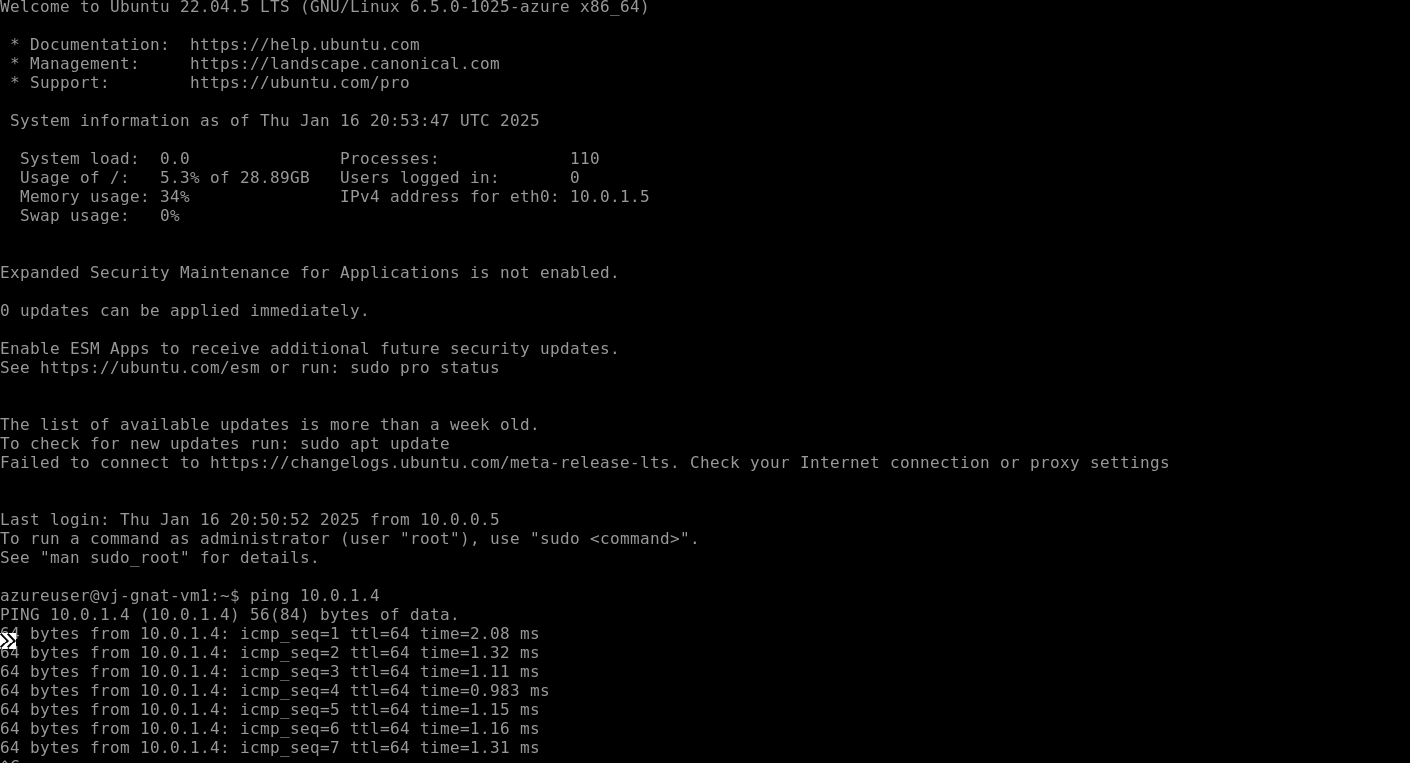 Welcome to Ubuntu 22.04.5 LTS (GNU/Linux 6.5.0-1025-azure x86_64)
* Documentation:  https://help.ubuntu.com
* Management:     https://landscape.canonical.com
* Support:        https://ubuntu.com/pro
System information as of Thu Jan 16 20:53:47 UTC 2025
System load:  0.0               Processes:             110
Usage of /:   5.3% of 28.89GB   Users logged in:       0
Memory usage: 34%               IPv4 address for eth0: 10.0.1.5
Swap usage:   0%
Expanded Security Maintenance for Applications is not enabled.
0 updates can be applied immediately.
Enable ESM Apps to receive additional future security updates.
See https://ubuntu.com/esm or run: sudo pro status
The list of available updates is more than a week old.
To check for new updates run: sudo apt update
Failed to connect to https://changelogs.ubuntu.com/meta-release-lts. Check your Internet connection or proxy settings
Last login: Thu Jan 16 20:50:52 2025 from 10.0.0.5
To run a command as administrator (user "root"), use "sudo <command>".
See "man sudo_root" for details.
azureuser@vj-gnat-vm1:~$ ping 10.0.1.4
PING 10.0.1.4 (10.0.1.4) 56(84) bytes of data.
64 bytes from 10.0.1.4: icmp_seq=1 ttl=64 time=2.08 ms
64 bytes from 10.0.1.4: icmp_seq=2 ttl=64 time=1.32 ms
64 bytes from 10.0.1.4: icmp_seq=3 ttl=64 time=1.11 ms
64 bytes from 10.0.1.4: icmp_seq=4 ttl=64 time=0.983 ms
64 bytes from 10.0.1.4: icmp_seq=5 ttl=64 time=1.15 ms
64 bytes from 10.0.1.4: icmp_seq=6 ttl=64 time=1.16 ms
64 bytes from 10.0.1.4: icmp_seq=7 ttl=64 time=1.31 ms